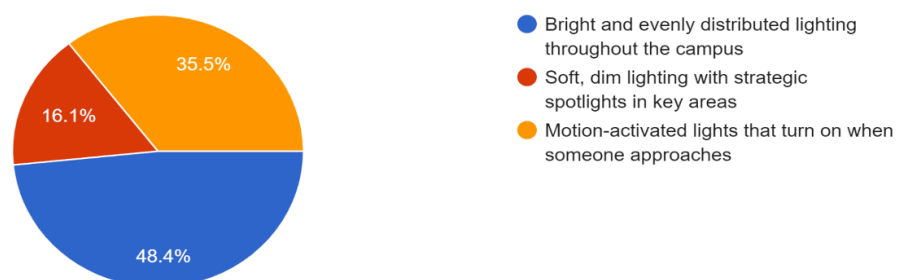 35.5%
16.1%
48.4%
Bright and evenly distributed lighting
throughout the campus
Soft, dim lighting with strategic
spotlights in key areas
Motion-activated lights that turn on when
someone approaches